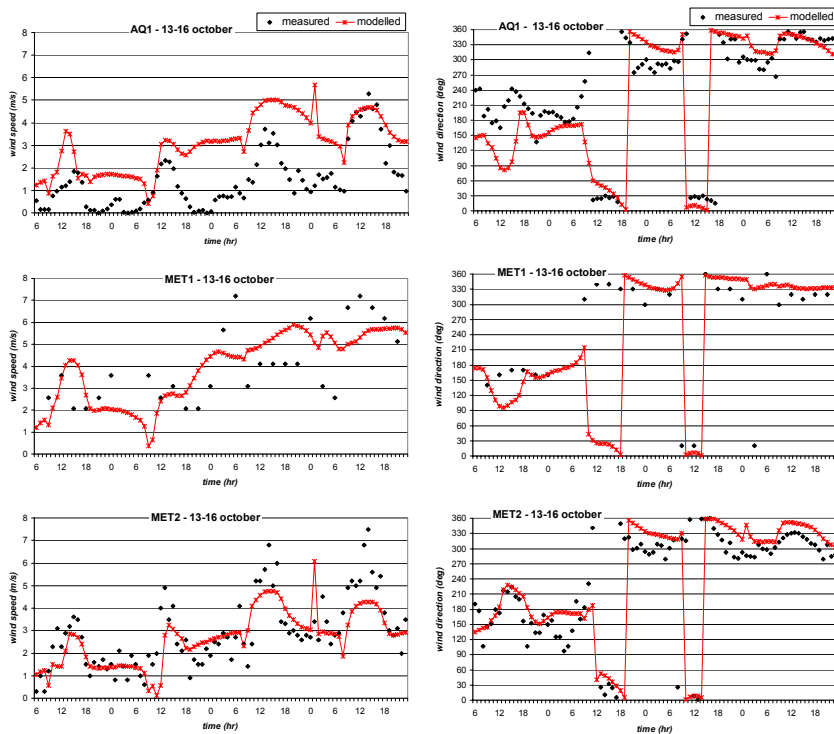 measured modelled
AQ1 - 13-16 october
wind speed (m/s)
8
7
6
5
4
3
2
1
0
6 12 18 0 6 12 18 0 6 12 18 0 6 12 18
time (hr)
measured modelled
AQ1 - 13-16 october
wind direction (deg)
360
330
300
270
240
210
180
150
120
90
60
30
0
6 12 18 0 6 12 18 0 6 12 18 0 6 12 18
time (hr)
MET1 - 13-16 october
wind speed (m/s)
8
7
6
5
4
3
2
1
0
6 12 18 0 6 12 18 0 6 12 18 0 6 12 18
time (hr)
MET1 - 13-16 october
wind direction (deg)
360
330
300
270
240
210
180
150
120
90
60
30
0
6 12 18 0 6 12 18 0 6 12 18 0 6 12 18
time (hr)
MET2 - 13-16 october
wind speed (m/s)
8
7
6
5
4
3
2
1
0
6 12 18 0 6 12 18 0 6 12 18 0 6 12 18
time (hr)
MET2 - 13-16 october
wind direction (deg)
360
330
300
270
240
210
180
150
120
90
60
30
0
6 12 18 0 6 12 18 0 6 12 18 0 6 12 18
time (hr)